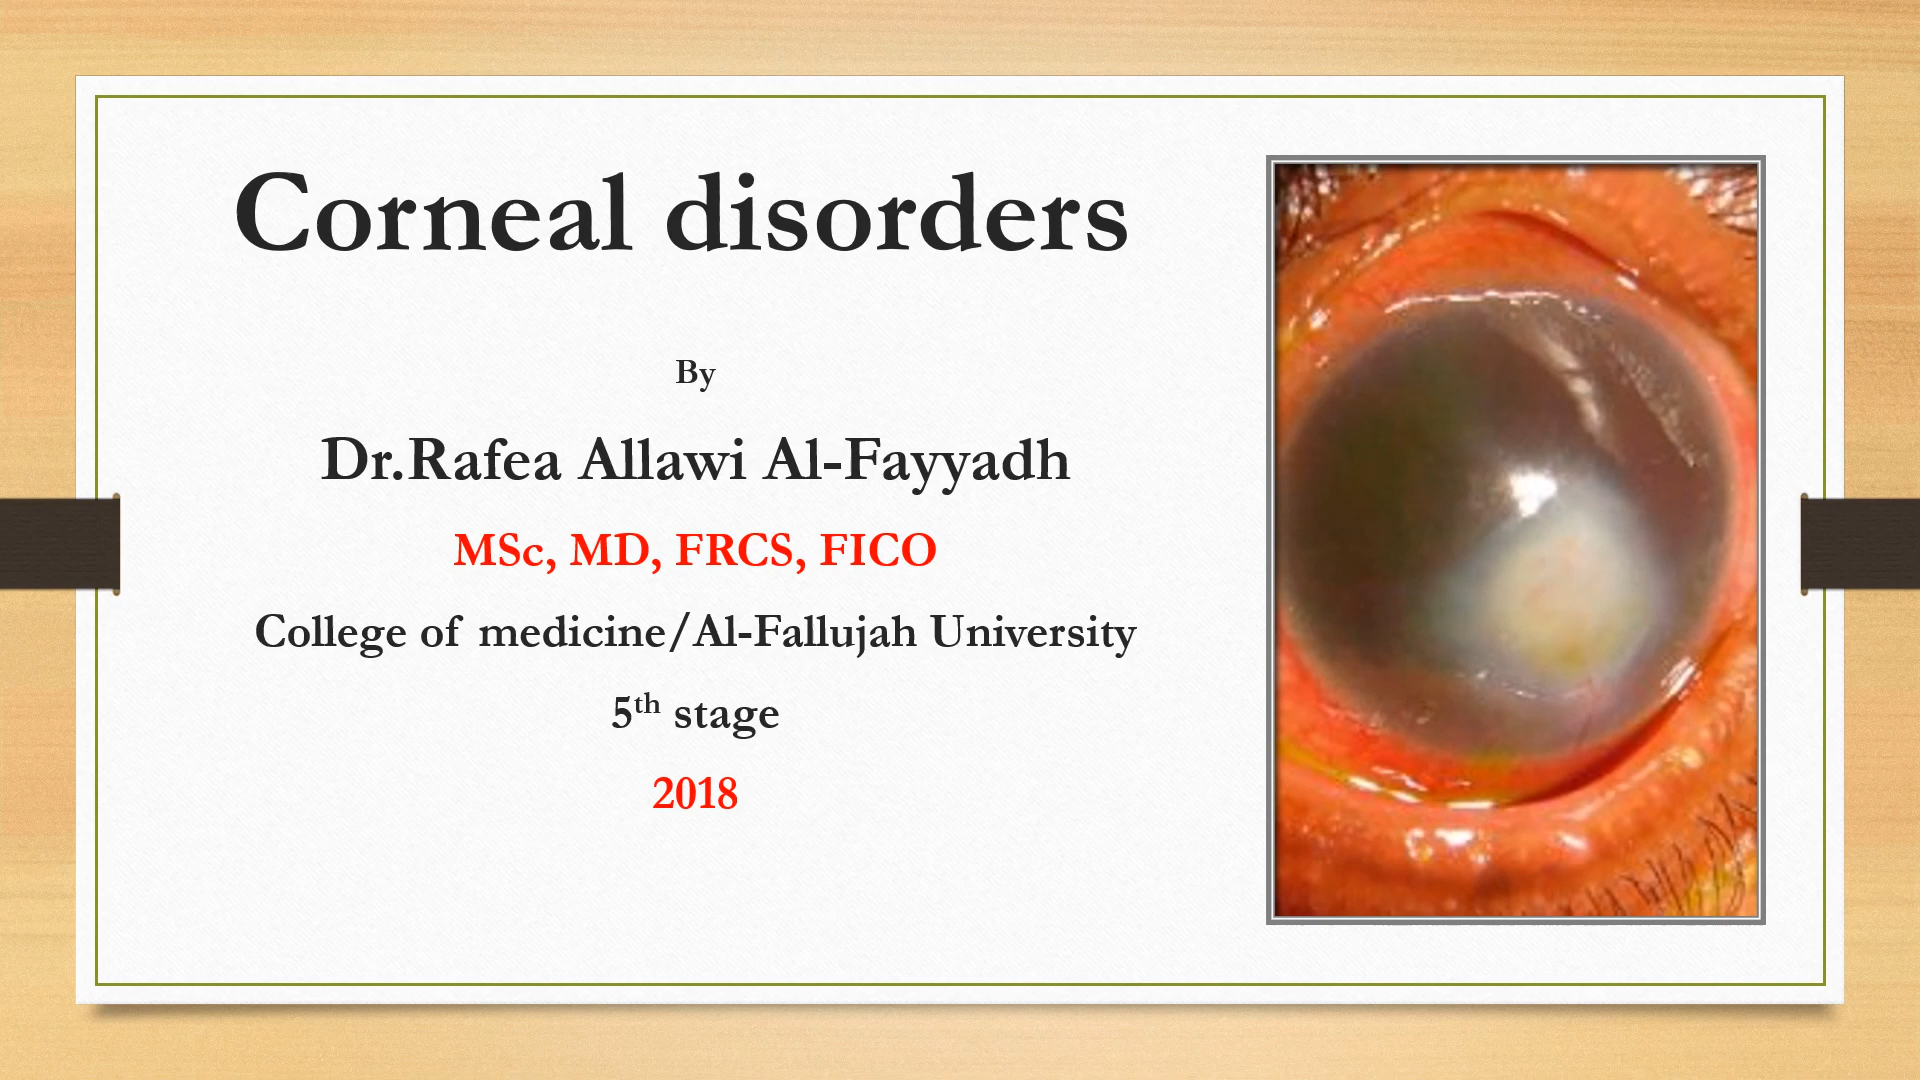 Corneal disorders
By
Dr.Rafea Allawi Al-Fayyadh
MSc, MD, FRCS, FICO
College of medicine/Al-Fallujah University
5th stage
2018